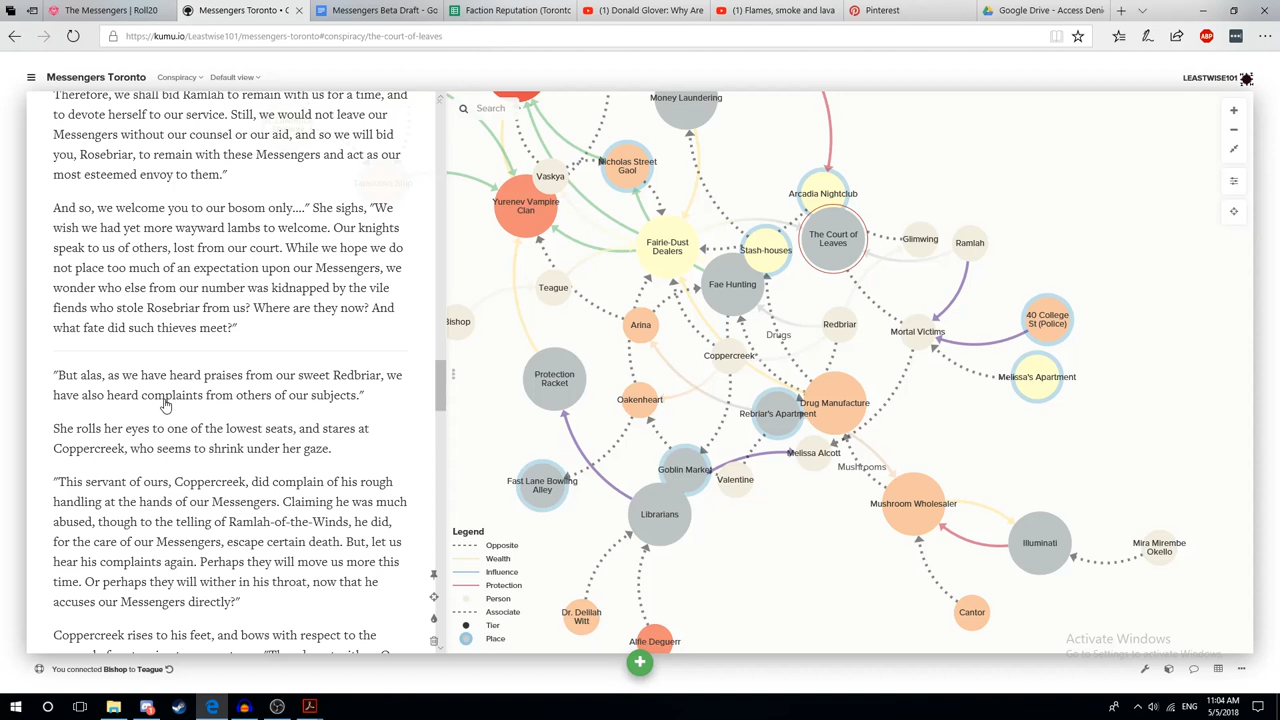 The Messengers | Roll20
Messengers Toronto • C
Messengers Beta Draft - Go
Faction Reputation (Toronto
(1) Donald Glover: Why Are
(1) Flames, smoke and lava
Pinterest
Google Drive - Access Deni
https://kumu.io/Leastwise101/messengers-toronto#conspiracy/the-court-of-leaves
ABP
Messengers Toronto
Conspiracy
Default view
LEASTWISE101
Therefore, we shall bid Ramlah to remain with us for a time, and
to devote herself to our service. Still, we would not leave our
Messengers without our counsel or our aid, and so we will bid
you, Rosebriar, to remain with these Messengers and act as our
most esteemed envoy to them."
And so, we welcome you to our bosom only...." She sighs, "We
wish we had yet more wayward lambs to welcome. Our knights
speak to us of others, lost from our court. While we hope we do
not place too much of an expectation upon our Messengers, we
wonder who else from our number was kidnapped by the vile
fiends who stole Rosebriar from us? Where are they now? And
what fate did such thieves meet?"
"But alas, as we have heard praises from our sweet Redbriar, we
have also heard complaints from others of our subjects."
She rolls her eyes to one of the lowest seats, and stares at
Coppercreek, who seems to shrink under her gaze.
"This servant of ours, Coppercreek, did complain of his rough
handling at the hands of our Messengers. Claiming he was much
abused, though to the telling of Ramlah-of-the-Winds, he did,
for the care of our Messengers, escape certain death. But, let us
hear his complaints again. Perhaps they will move us more this
time. Or perhaps they will wither in his throat, now that he
accuses our Messengers directly?"
Coppercreek rises to his feet, and bows with respect to the
Search
Money Laundering
Nicholas Street
Gaol
Vaskya
Yurenev Vampire
Clan
Arcadia Nightclub
The Court of
Leaves
Glimwing
Ramlah
Fairie-Dust
Dealers
Stash-houses
Fae Hunting
Teague
Bishop
Arina
Drugs
Redbriar
Mortal Victims
40 College
St (Police)
Coppercreek
Melissa's Apartment
Protection
Racket
Oakenheart
Rebriar's Apartment
Drug Manufacture
Melissa Alcott
Mushrooms
Goblin Market
Valentine
Fast Lane Bowling
Alley
Librarians
Mushroom Wholesaler
Illuminati
Mira Mirembe
Okello
Dr. Delilah
Witt
Cantor
Alfie Deguerr
Legend
Opposite
Wealth
Influence
Protection
Person
Associate
Tier
Place
Activate Windows
Go to Settings to activate Windows.
You connected Bishop to Teague
ENG
11:04 AM
5/5/2018